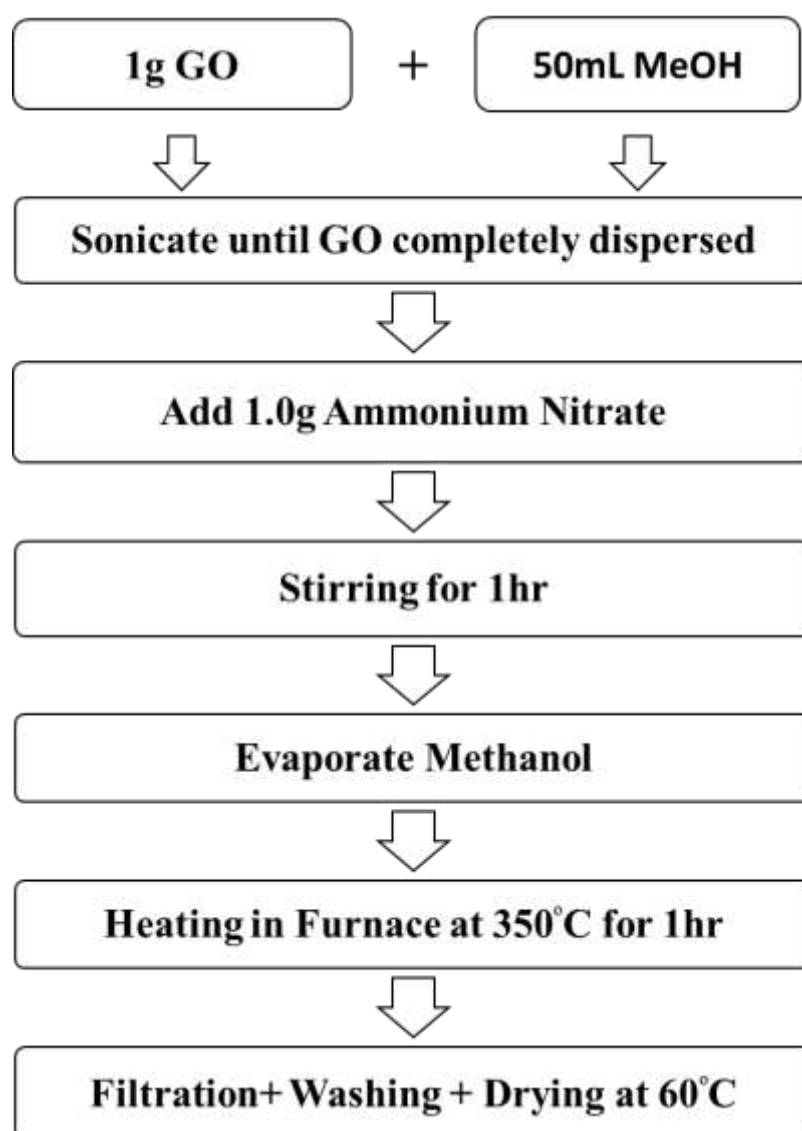 1g GO + 50mL MeOH
Sonicate until GO completely dispersed
Add 1.0g Ammonium Nitrate
Stirring for 1hr
Evaporate Methanol
Heating in Furnace at 350°C for 1hr
Filtration+ Washing + Drying at 60°C